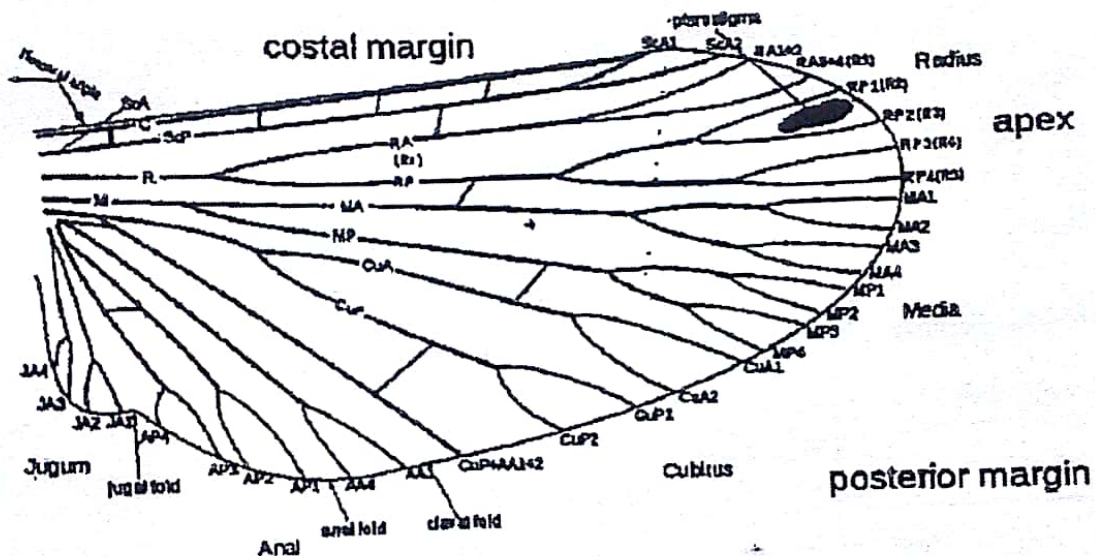 pterostigma
costal margin
ScA1
ScA2
RA1+2
RA3+4(R3)
Radius
RP1(R2)
RP2(R3)
apex
RP3(R4)
RP4(R5)
ScA
C
ScP
RA
(R1)
R
RP
M
MA
MA1
MP
MA2
MA3
CuA
MA4
MP1
CuP
MP2
Media
MP3
MP4
CuA1
CuA2
CuP1
CuP2
Cubitus
posterior margin
JA4
JA3
JA2
JA1
AP4
Jugum
jugal fold
AP3
AP2
AP1
AA4
AA3
CuP+AA1+2
anal fold
claval fold
Anal